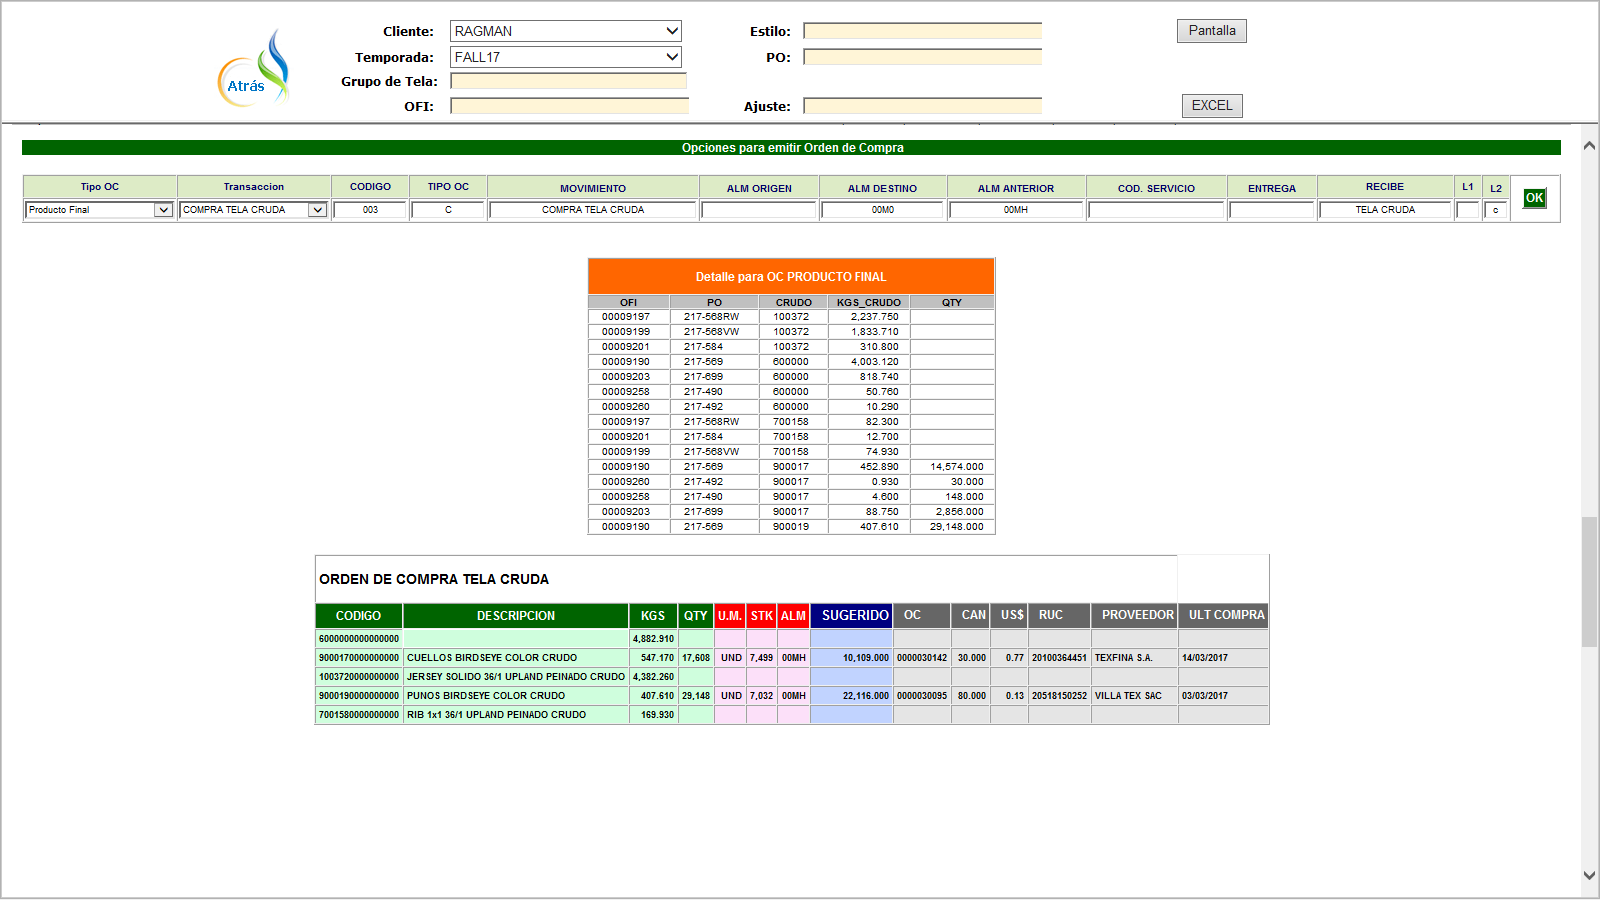 Cliente: RAGMAN Estilo: Pantalla
Temporada: FALL17 PO:
Atrás
Grupo de Tela:
OFI: Ajuste: EXCEL
Opciones para emitir Orden de Compra
Tipo OC Transaccion CODIGO TIPO OC MOVIMIENTO ALM ORIGEN ALM DESTINO ALM ANTERIOR COD. SERVICIO ENTREGA RECIBE L1 L2 OK
Producto Final COMPRA TELA CRUDA 003 C COMPRA TELA CRUDA 00M0 00MH TELA CRUDA c
Detalle para OC PRODUCTO FINAL
OFI PO CRUDO KGS_CRUDO QTY
00009197 217-568RW 100372 2,237.750
00009199 217-568VW 100372 1,833.710
00009201 217-584 100372 310.800
00009190 217-569 600000 4,003.120
00009203 217-699 600000 818.740
00009258 217-490 600000 50.760
00009260 217-492 600000 10.290
00009197 217-568RW 700158 82.300
00009201 217-584 700158 12.700
00009199 217-568VW 700158 74.930
00009190 217-569 900017 452.890 14,574.000
00009260 217-492 900017 0.930 30.000
00009258 217-490 900017 4.600 148.000
00009203 217-699 900017 88.750 2,856.000
00009190 217-569 900019 407.610 29,148.000
ORDEN DE COMPRA TELA CRUDA
CODIGO DESCRIPCION KGS QTY U.M. STK ALM SUGERIDO OC CAN US$ RUC PROVEEDOR ULT COMPRA
6000000000000000 4,882.910
9000170000000000 CUELLOS BIRDSEYE COLOR CRUDO 547.170 17,608 UND 7,499 00MH 10,109.000 0000030142 30.000 0.77 20100364451 TEXFINA S.A. 14/03/2017
1003720000000000 JERSEY SOLIDO 36/1 UPLAND PEINADO CRUDO 4,382.260
9000190000000000 PUNOS BIRDSEYE COLOR CRUDO 407.610 29,148 UND 7,032 00MH 22,116.000 0000030095 80.000 0.13 20518150252 VILLA TEX SAC 03/03/2017
7001580000000000 RIB 1x1 36/1 UPLAND PEINADO CRUDO 169.930